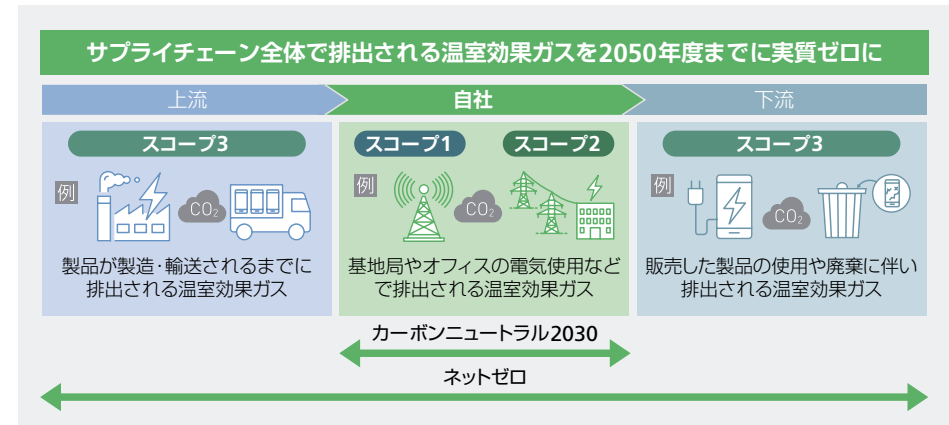 サプライチェーン全体で排出される温室効果ガスを2050年度までに実質ゼロに
上流
自社
下流
スコープ3
例
CO₂
製品が製造・輸送されるまでに
排出される温室効果ガス
スコープ1
スコープ2
例
CO₂
基地局やオフィスの電気使用など
で排出される温室効果ガス
スコープ3
例
CO₂
販売した製品の使用や廃棄に伴い
排出される温室効果ガス
カーボンニュートラル2030
ネットゼロ